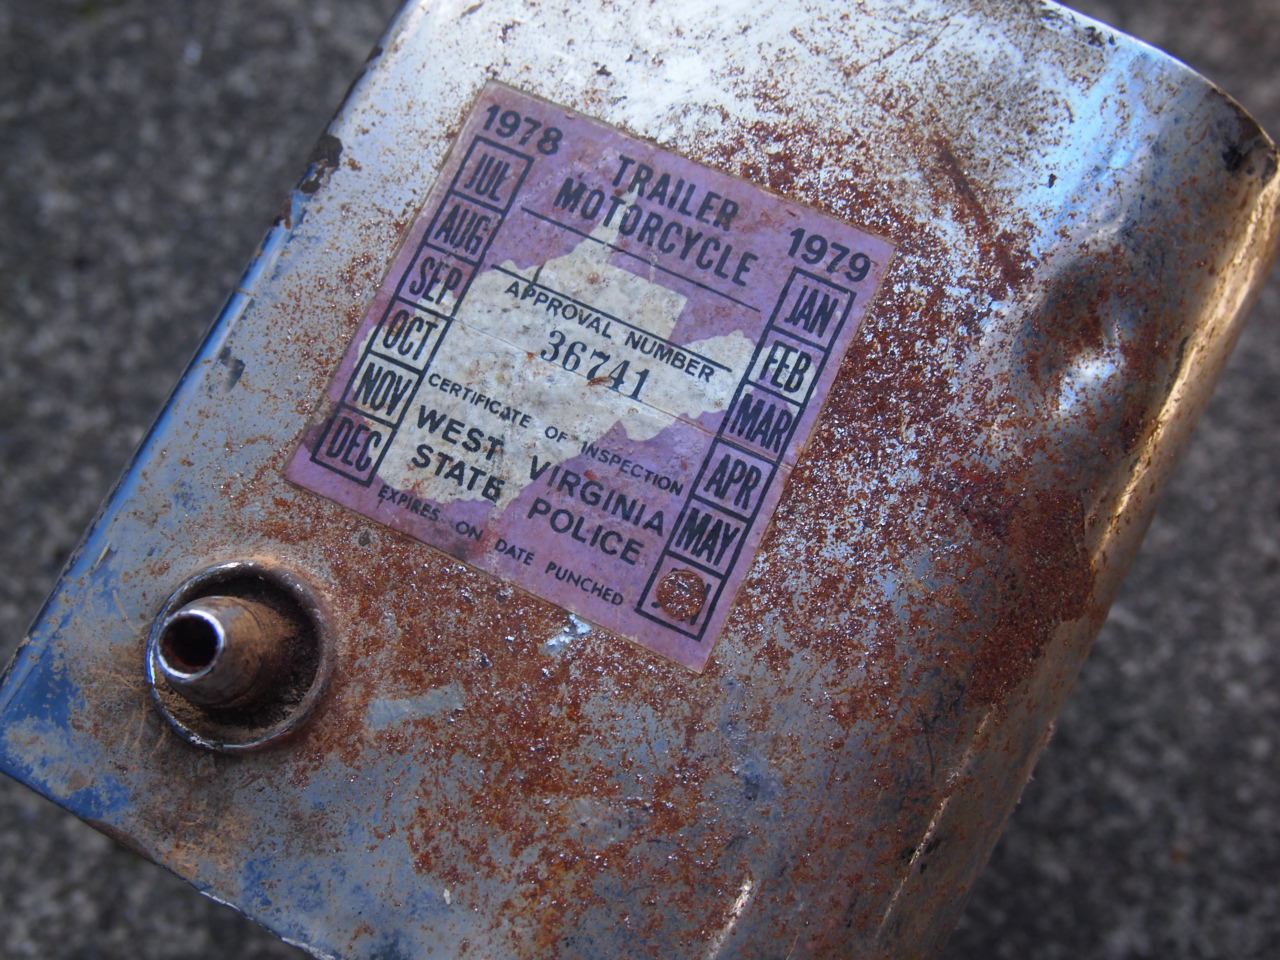 1978
TRAILER
MOTORCYCLE
1979
JUL
AUG
SEP
OCT
NOV
DEC
APPROVAL NUMBER
36741
CERTIFICATE OF INSPECTION
WEST VIRGINIA
STATE POLICE
EXPIRES ON DATE PUNCHED
JAN
FEB
MAR
APR
MAY